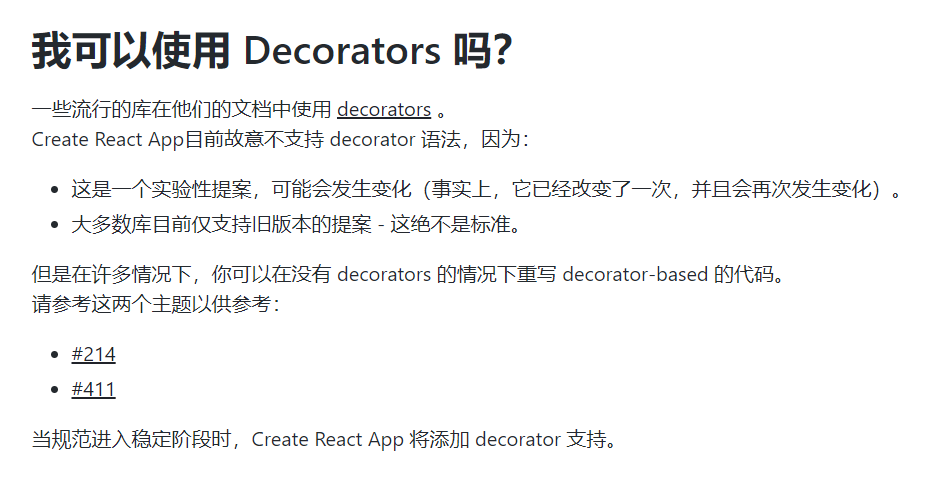 我可以使用 Decorators 吗？
一些流行的库在他们的文档中使用 decorators 。
Create React App目前故意不支持 decorator 语法，因为：
这是一个实验性提案，可能会发生变化（事实上，它已经改变了一次，并且会再次发生变化）。
大多数库目前仅支持旧版本的提案 - 这绝不是标准。
但是在许多情况下，你可以在没有 decorators 的情况下重写 decorator-based 的代码。
请参考这两个主题以供参考：
#214
#411
当规范进入稳定阶段时，Create React App 将添加 decorator 支持。